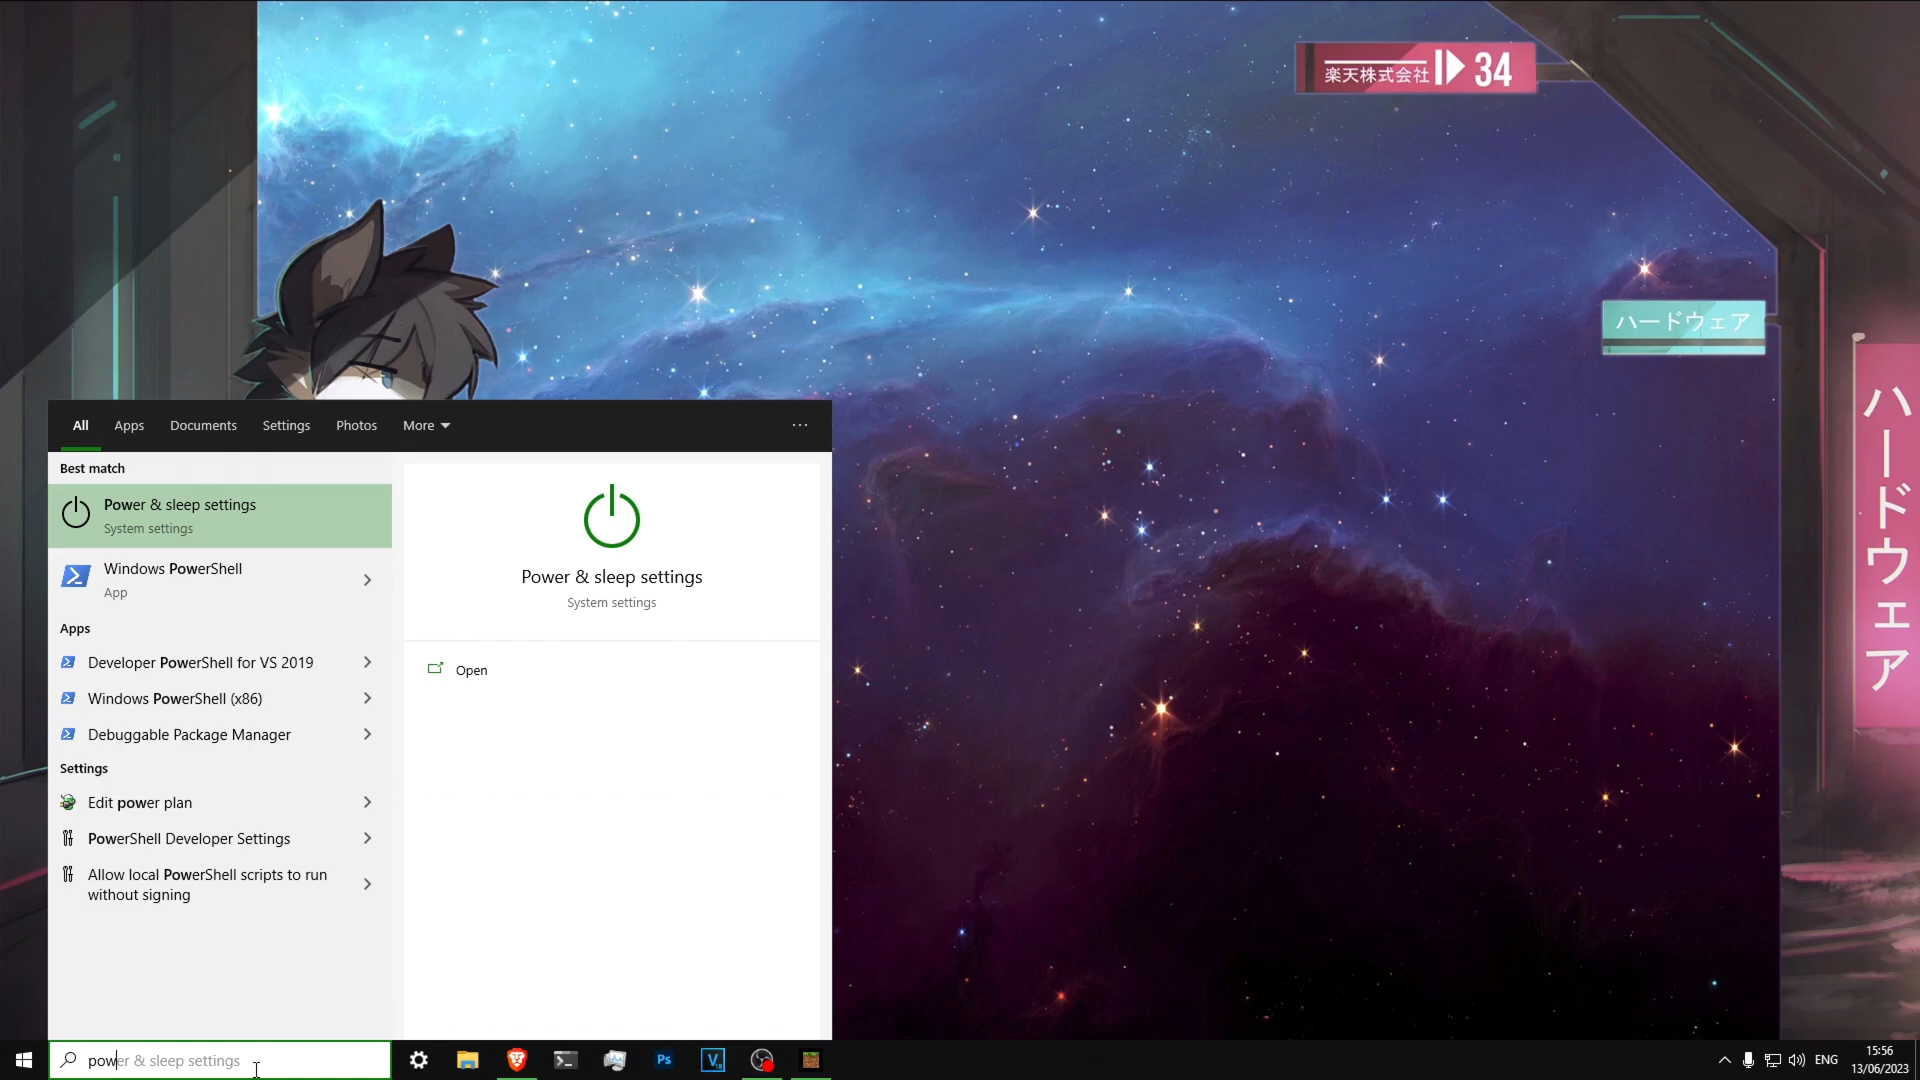 楽天株式会社 34
ハードウェア
ハードウェア
All Apps Documents Settings Photos More ...
Best match
Power & sleep settings
System settings
Windows PowerShell
App
Apps
Developer PowerShell for VS 2019
Windows PowerShell (x86)
Debuggable Package Manager
Settings
Edit power plan
PowerShell Developer Settings
Allow local PowerShell scripts to run
without signing
Power & sleep settings
System settings
Open
power & sleep settings
Ps
V
ENG
15:56
13/06/2023